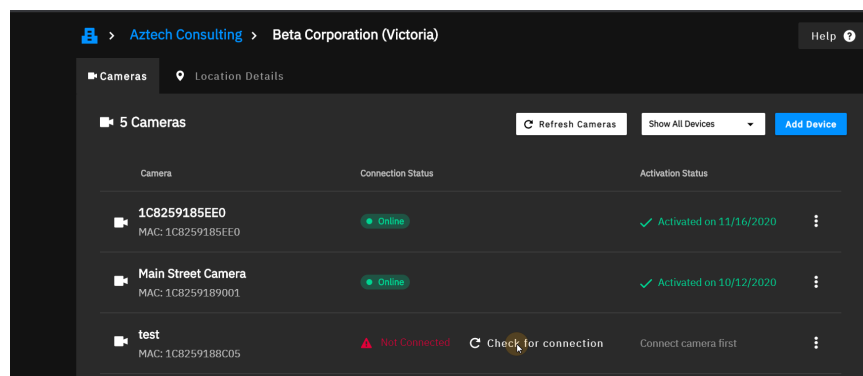 Aztech Consulting > Beta Corporation (Victoria)
Help ?
Cameras Location Details
5 Cameras Refresh Cameras Show All Devices Add Device
Camera Connection Status Activation Status
1C8259185EE0
MAC: 1C8259185EE0
Online
Activated on 11/16/2020
Main Street Camera
MAC: 1C8259189001
Online
Activated on 10/12/2020
test
MAC: 1C8259188C05
Not Connected Check for connection Connect camera first